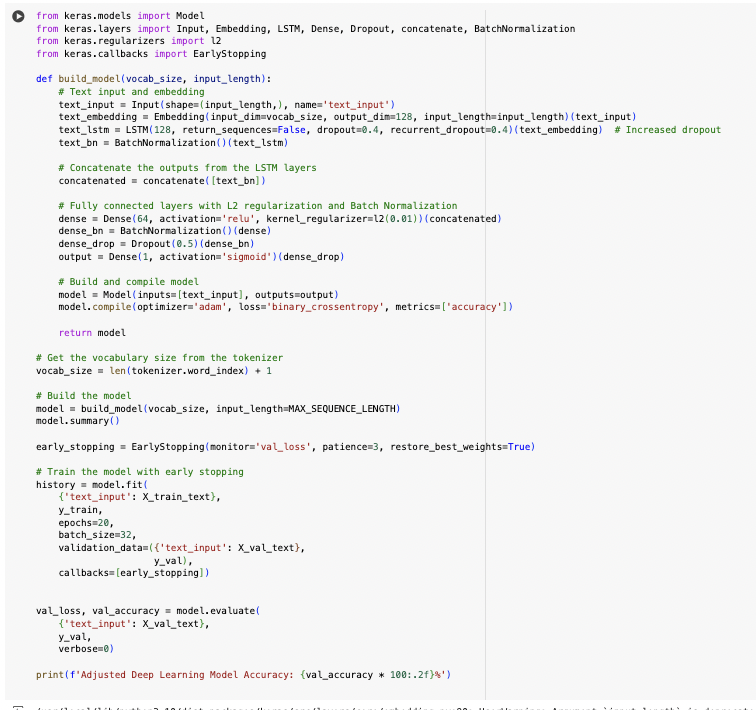 from keras.models import Model
from keras.layers import Input, Embedding, LSTM, Dense, Dropout, concatenate, BatchNormalization
from keras.regularizers import l2
from keras.callbacks import EarlyStopping

def build_model(vocab_size, input_length):
    # Text input and embedding
    text_input = Input(shape=(input_length,), name='text_input')
    text_embedding = Embedding(input_dim=vocab_size, output_dim=128, input_length=input_length)(text_input)
    text_lstm = LSTM(128, return_sequences=False, dropout=0.4, recurrent_dropout=0.4)(text_embedding)  # Increased dropout
    text_bn = BatchNormalization()(text_lstm)

    # Concatenate the outputs from the LSTM layers
    concatenated = concatenate([text_bn])

    # Fully connected layers with L2 regularization and Batch Normalization
    dense = Dense(64, activation='relu', kernel_regularizer=l2(0.01))(concatenated)
    dense_bn = BatchNormalization()(dense)
    dense_drop = Dropout(0.5)(dense_bn)
    output = Dense(1, activation='sigmoid')(dense_drop)

    # Build and compile model
    model = Model(inputs=[text_input], outputs=output)
    model.compile(optimizer='adam', loss='binary_crossentropy', metrics=['accuracy'])

    return model

# Get the vocabulary size from the tokenizer
vocab_size = len(tokenizer.word_index) + 1

# Build the model
model = build_model(vocab_size, input_length=MAX_SEQUENCE_LENGTH)
model.summary()

early_stopping = EarlyStopping(monitor='val_loss', patience=3, restore_best_weights=True)

# Train the model with early stopping
history = model.fit(
    {'text_input': X_train_text},
    y_train,
    epochs=20,
    batch_size=32,
    validation_data=({'text_input': X_val_text},
                     y_val),
    callbacks=[early_stopping])

val_loss, val_accuracy = model.evaluate(
    {'text_input': X_val_text},
    y_val,
    verbose=0)

print(f'Adjusted Deep Learning Model Accuracy: {val_accuracy * 100:.2f}%')